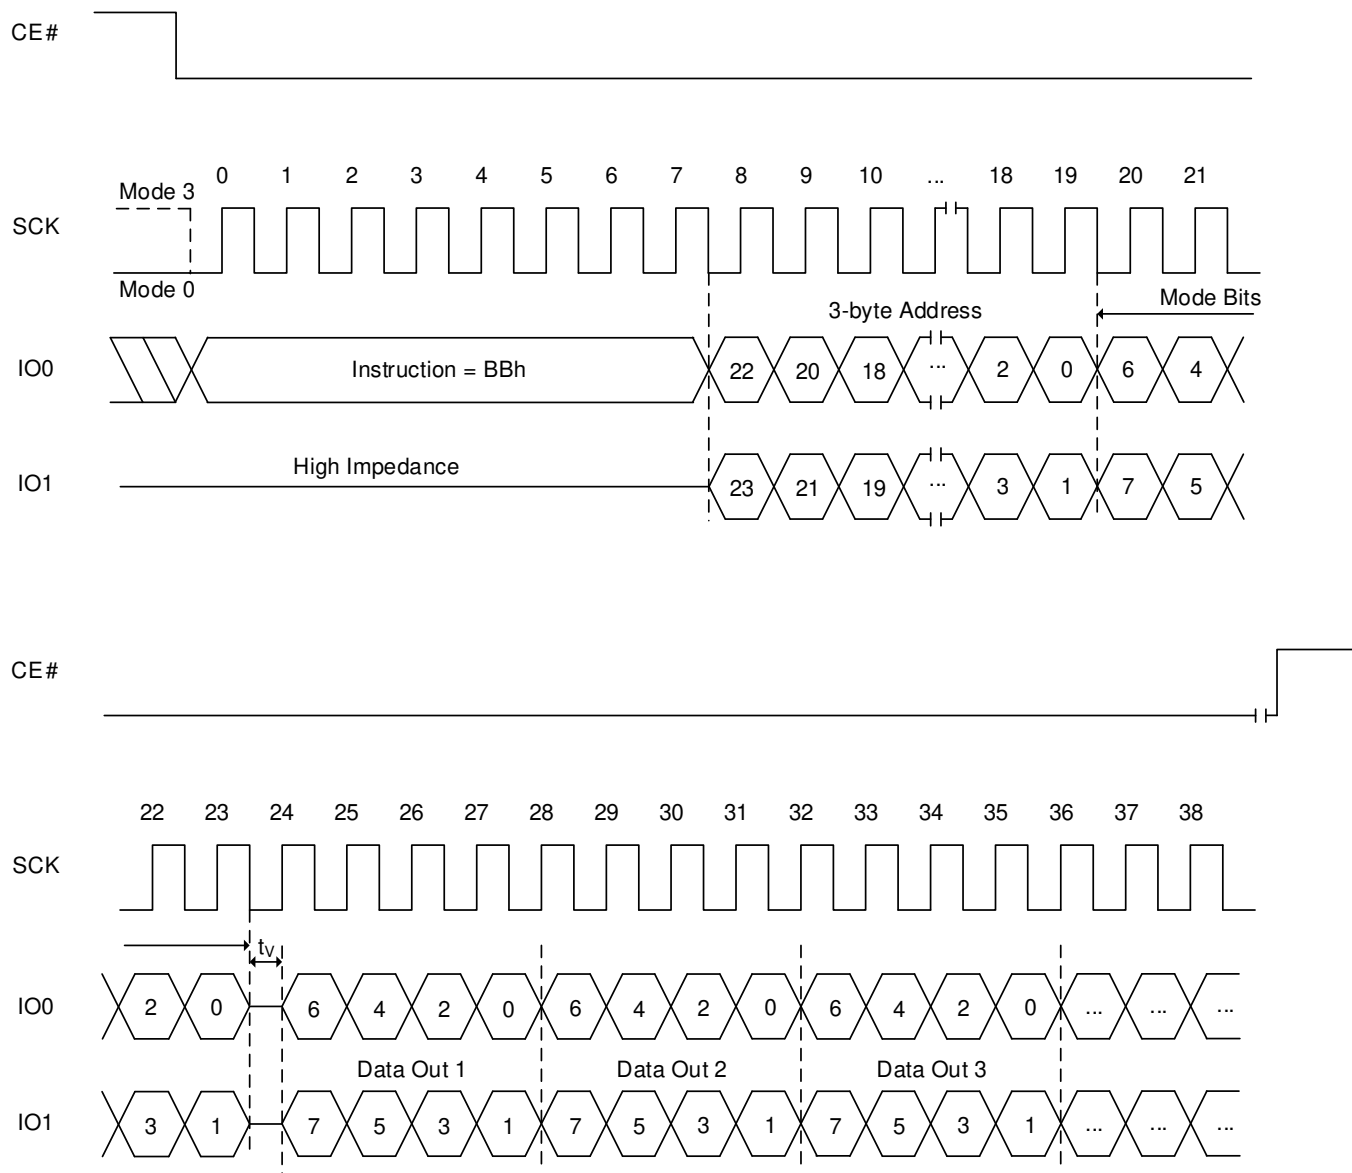 CE#
0 1 2 3 4 5 6 7 8 9 10 ... 18 19 20 21
Mode 3
SCK
Mode 0
3-byte Address Mode Bits
IO0 Instruction = BBh 22 20 18 ... 2 0 6 4
High Impedance
IO1 23 21 19 ... 3 1 7 5
CE#
22 23 24 25 26 27 28 29 30 31 32 33 34 35 36 37 38
SCK
tV
IO0 2 0 6 4 2 0 6 4 2 0 6 4 2 0 ... ... ...
Data Out 1 Data Out 2 Data Out 3
IO1 3 1 7 5 3 1 7 5 3 1 7 5 3 1 ... ... ...